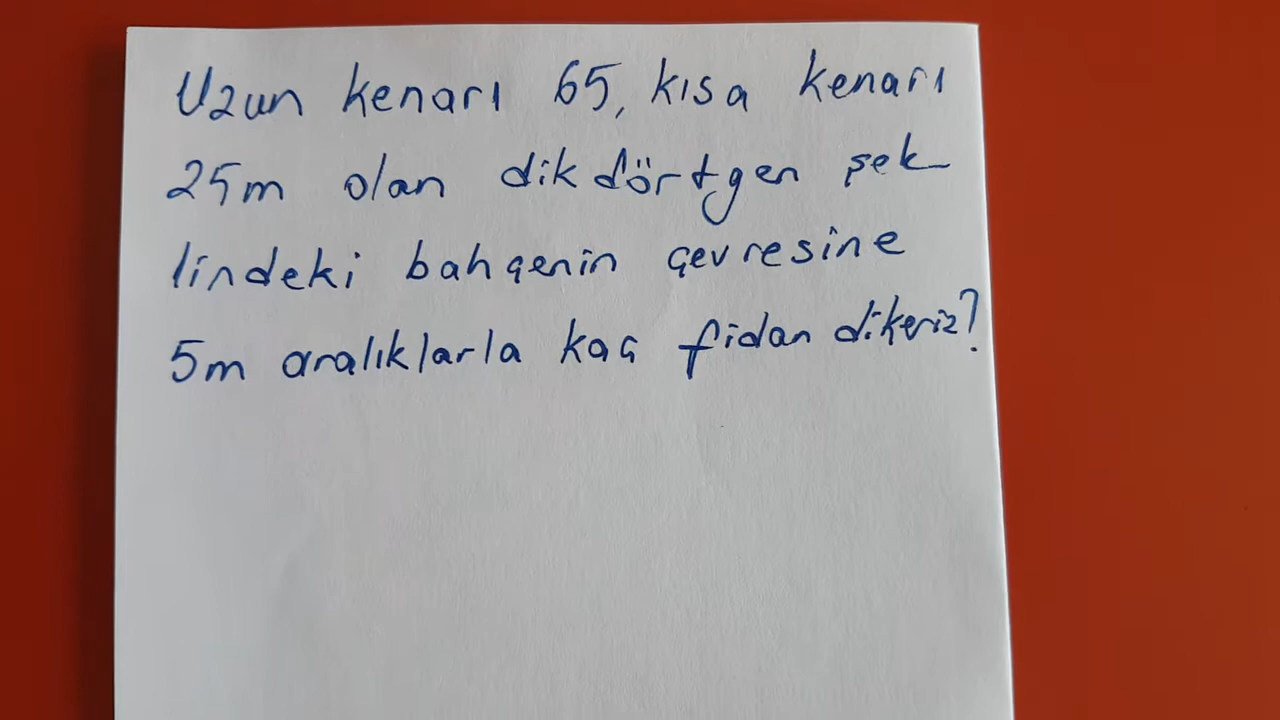 Uzun kenarı 65, kısa kenarı
25m olan dikdörtgen şek
lindeki bahçenin çevresine
5m aralıklarla kaç fidan dikeriz?